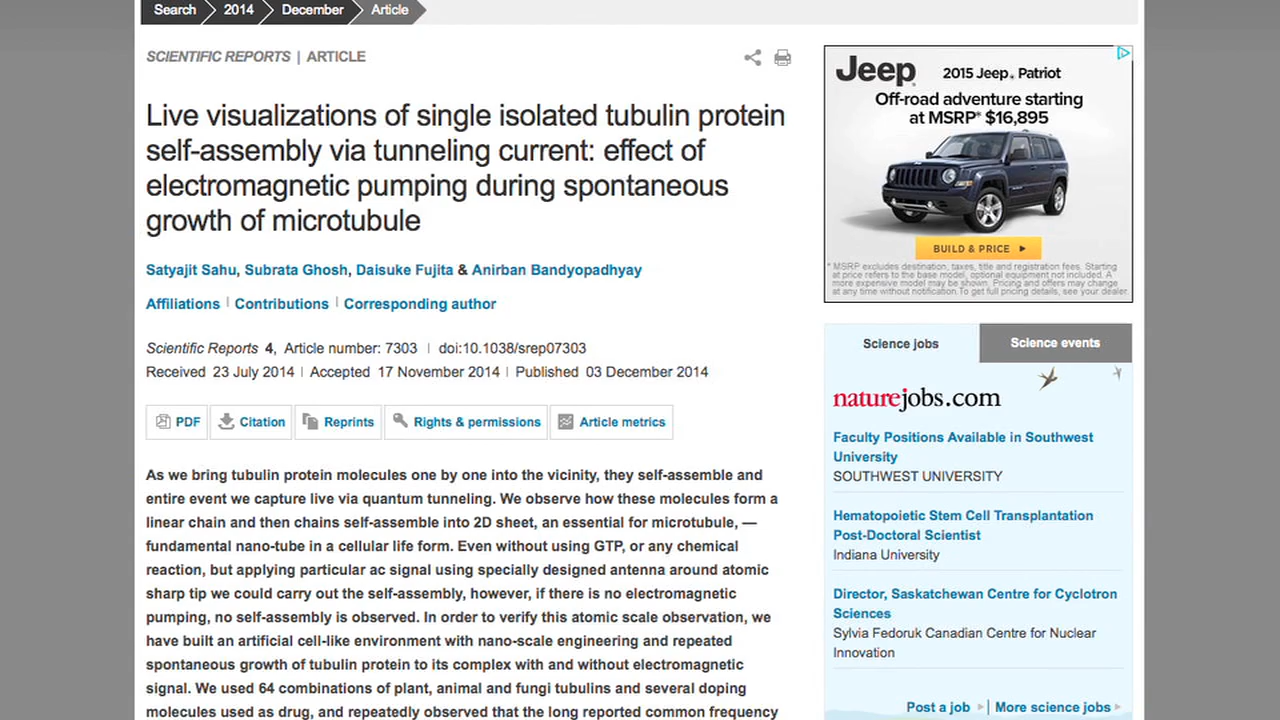 Search 2014 December Article
SCIENTIFIC REPORTS | ARTICLE
Live visualizations of single isolated tubulin protein
self-assembly via tunneling current: effect of
electromagnetic pumping during spontaneous
growth of microtubule
Satyajit Sahu, Subrata Ghosh, Daisuke Fujita & Anirban Bandyopadhyay
Affiliations | Contributions | Corresponding author
Scientific Reports 4, Article number: 7303 | doi:10.1038/srep07303
Received 23 July 2014 | Accepted 17 November 2014 | Published 03 December 2014
PDF Citation Reprints Rights & permissions Article metrics
As we bring tubulin protein molecules one by one into the vicinity, they self-assemble and
entire event we capture live via quantum tunneling. We observe how these molecules form a
linear chain and then chains self-assemble into 2D sheet, an essential for microtubule, —
fundamental nano-tube in a cellular life form. Even without using GTP, or any chemical
reaction, but applying particular ac signal using specially designed antenna around atomic
sharp tip we could carry out the self-assembly, however, if there is no electromagnetic
pumping, no self-assembly is observed. In order to verify this atomic scale observation, we
have built an artificial cell-like environment with nano-scale engineering and repeated
spontaneous growth of tubulin protein to its complex with and without electromagnetic
signal. We used 64 combinations of plant, animal and fungi tubulins and several doping
molecules used as drug, and repeatedly observed that the long reported common frequency
Jeep
2015 Jeep® Patriot
Off-road adventure starting
at MSRP* $16,895
BUILD & PRICE
* MSRP excludes destination, taxes, title and registration fees. Starting
at price refers to the base model, optional equipment not included. A
more expensive model may be shown. Pricing and offers may change
at any time without notification.To get full pricing details, see your dealer.
Science jobs Science events
naturejobs.com
Faculty Positions Available in Southwest
University
SOUTHWEST UNIVERSITY
Hematopoietic Stem Cell Transplantation
Post-Doctoral Scientist
Indiana University
Director, Saskatchewan Centre for Cyclotron
Sciences
Sylvia Fedoruk Canadian Centre for Nuclear
Innovation
Post a job | More science jobs